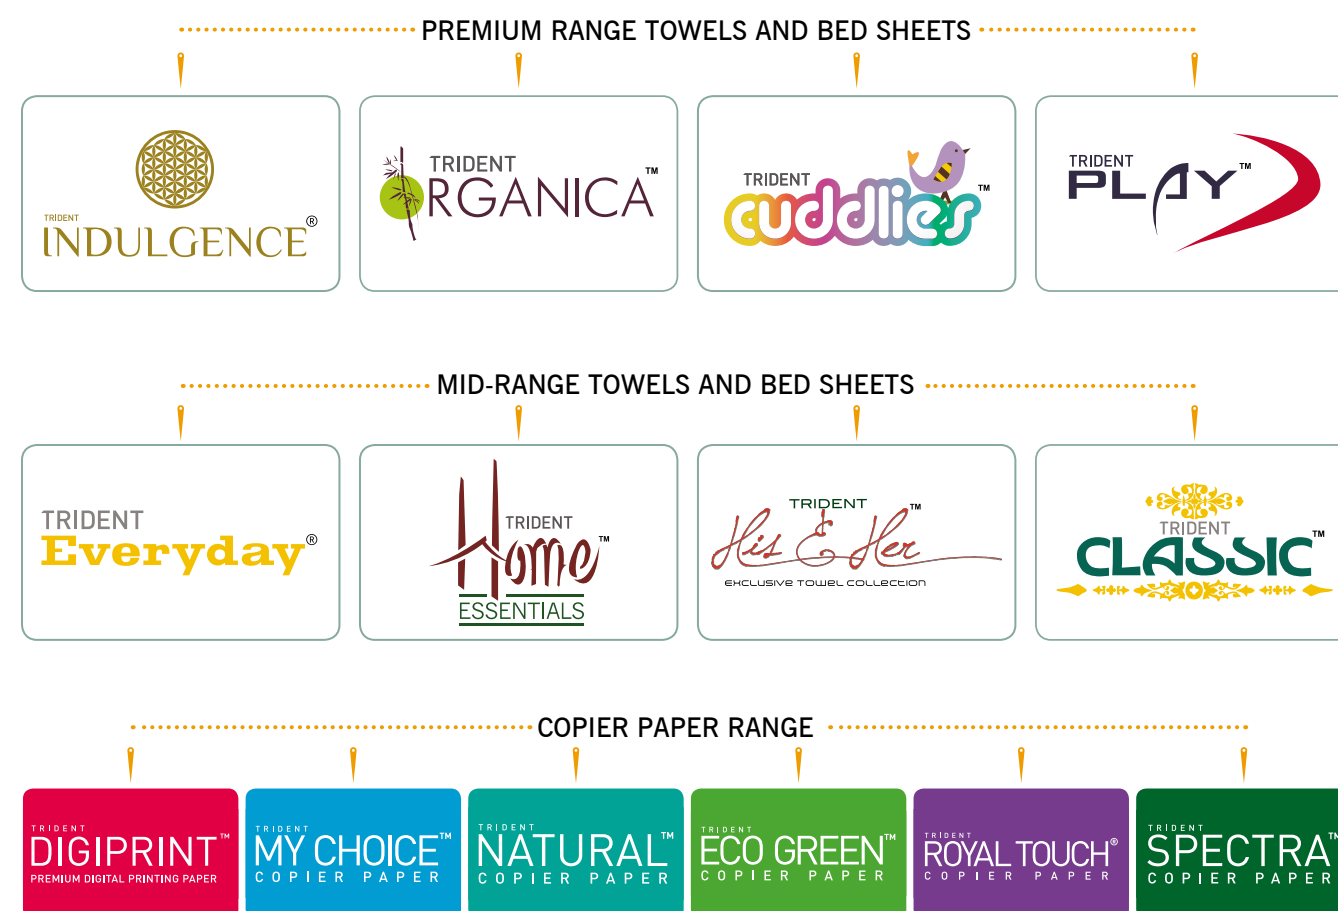 PREMIUM RANGE TOWELS AND BED SHEETS
TRIDENT
INDULGENCE®
TRIDENT
ORGANICA™
TRIDENT
cuddlies™
TRIDENT
PLAY™
MID-RANGE TOWELS AND BED SHEETS
TRIDENT
Everyday®
TRIDENT
Home™
ESSENTIALS
TRIDENT
His & Her™
EXCLUSIVE TOWEL COLLECTION
TRIDENT
CLASSIC™
COPIER PAPER RANGE
TRIDENT
DIGIPRINT™
PREMIUM DIGITAL PRINTING PAPER
TRIDENT
MY CHOICE™
COPIER PAPER
TRIDENT
NATURAL™
COPIER PAPER
TRIDENT
ECO GREEN™
COPIER PAPER
TRIDENT
ROYAL TOUCH®
COPIER PAPER
TRIDENT
SPECTRA™
COPIER PAPER